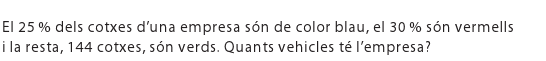 El 25 % dels cotxes d’una empresa són de color blau, el 30 % són vermells
i la resta, 144 cotxes, són verds. Quants vehicles té l’empresa?